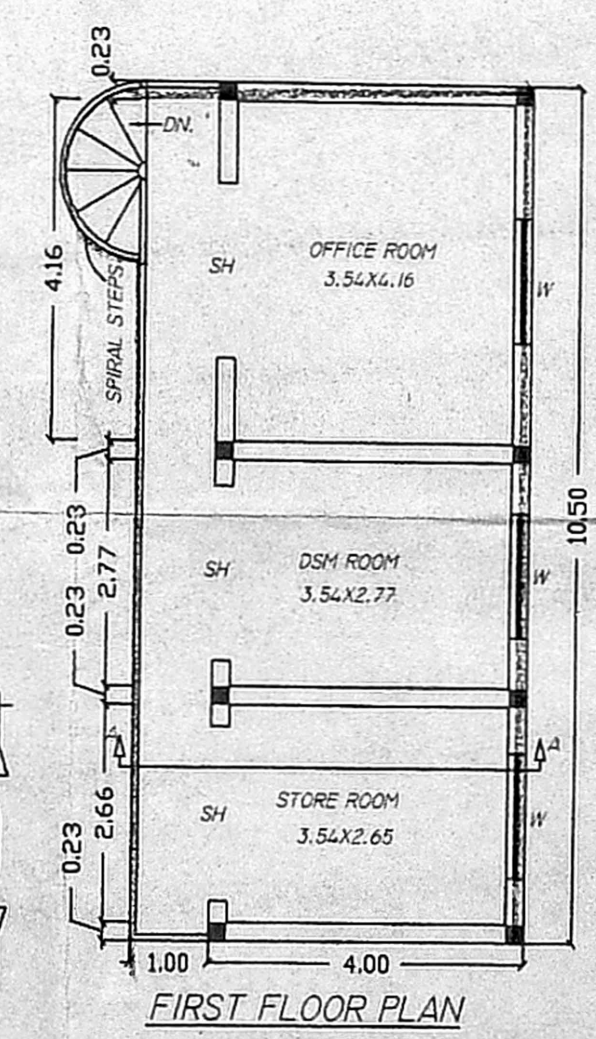 0.23
DN.
4.16
SPIRAL STEPS
SH
OFFICE ROOM
3.54X4.16
W
10.50
0.23
2.77
0.23
SH
DSM ROOM
3.54X2.77
W
A
A
2.66
0.23
SH
STORE ROOM
3.54X2.65
W
1.00
4.00
FIRST FLOOR PLAN